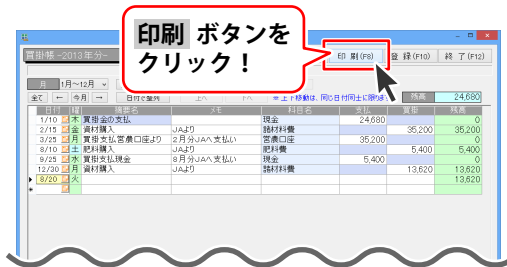 印刷 ボタンを
クリック！
買掛帳 -2013年分-
印 刷(F8) 登 録(F10) 終 了(F12)
月 1月～12月
全て ← 今月 → 日付で整列 上へ 下へ ※上下移動は、同じ日付同士に限ります 残高 24,680
日付 曜 摘要名 メモ 科目名 支払 買掛 残高
1/10 木 買掛金の支払 現金 24,680 0
2/15 金 資材購入 JAより 諸材料費 35,200 35,200
3/25 月 買掛支払営農口座より 2月分JAへ支払い 営農口座 35,200 0
8/10 土 肥料購入 JAより 肥料費 5,400 5,400
9/25 水 買掛支払現金 8月分JAへ支払い 現金 5,400 0
12/30 月 資材購入 JAより 諸材料費 13,620 13,620
8/20 火 13,620